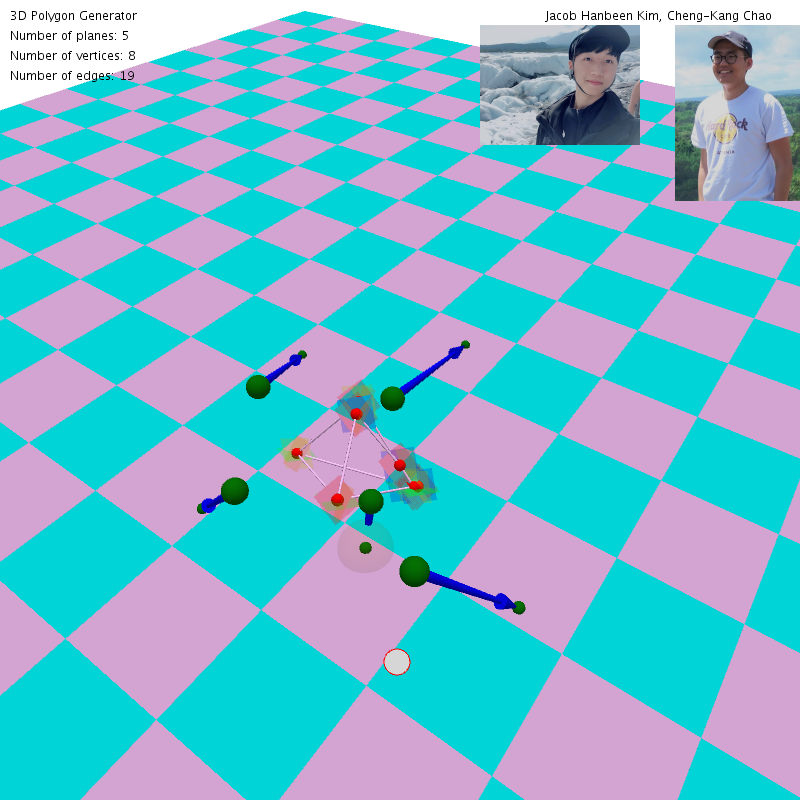 3D Polygon Generator
Jacob Hanbeen Kim, Cheng-Kang Chao
Number of planes: 5
Number of vertices: 8
Number of edges: 19